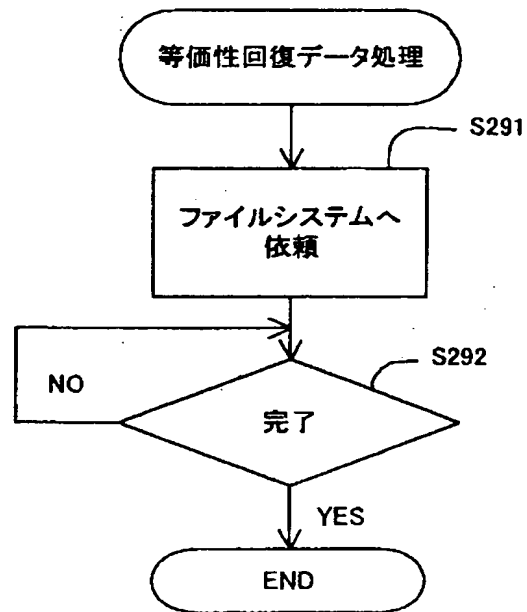 等価性回復データ処理
S291
ファイルシステムへ
依頼
S292
NO
完了
YES
END